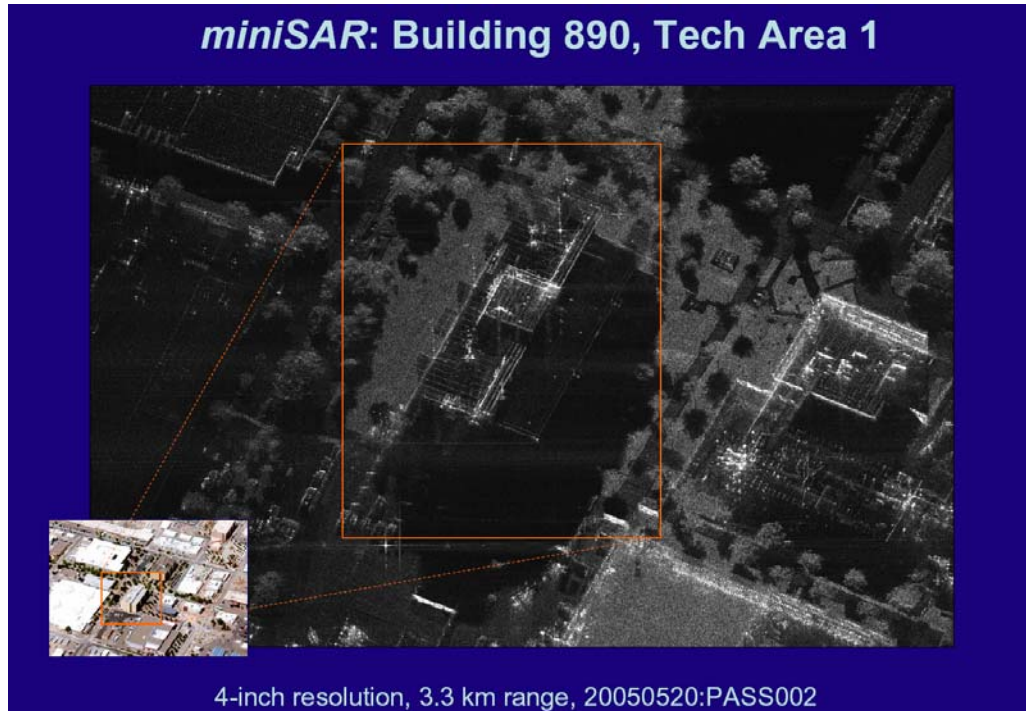 miniSAR: Building 890, Tech Area 1
4-inch resolution, 3.3 km range, 20050520:PASS002